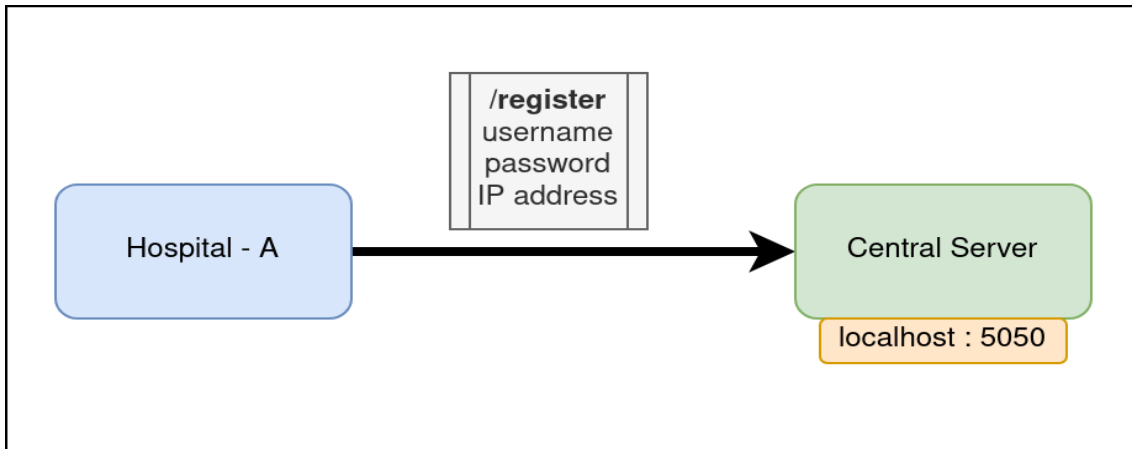 /register
username
password
IP address
Hospital - A
Central Server
localhost : 5050